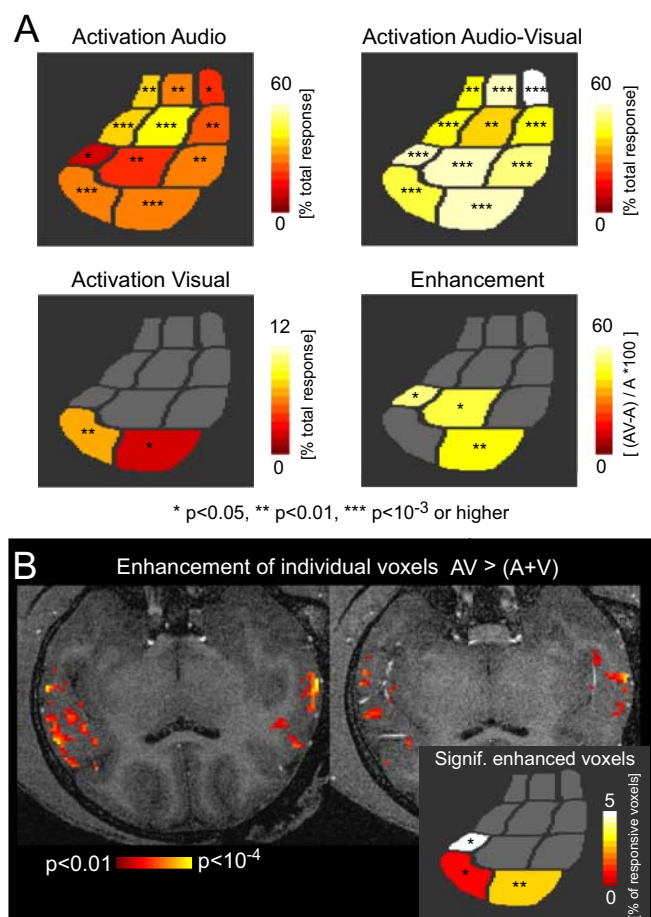 A
Activation Audio
60
0
[% total response]
** ** *
*** *** **
* ** **
*** ***
Activation Audio-Visual
60
0
[% total response]
** *** ***
*** ** ***
*** *** ***
*** ***
Activation Visual
12
0
[% total response]
** *
Enhancement
60
0
[ (AV-A) / A *100 ]
* *
**
* p<0.05, ** p<0.01, *** p<10-3 or higher
B
Enhancement of individual voxels AV > (A+V)
p<0.01
p<10-4
Signif. enhanced voxels
5
0
[% of responsive voxels]
*
* **